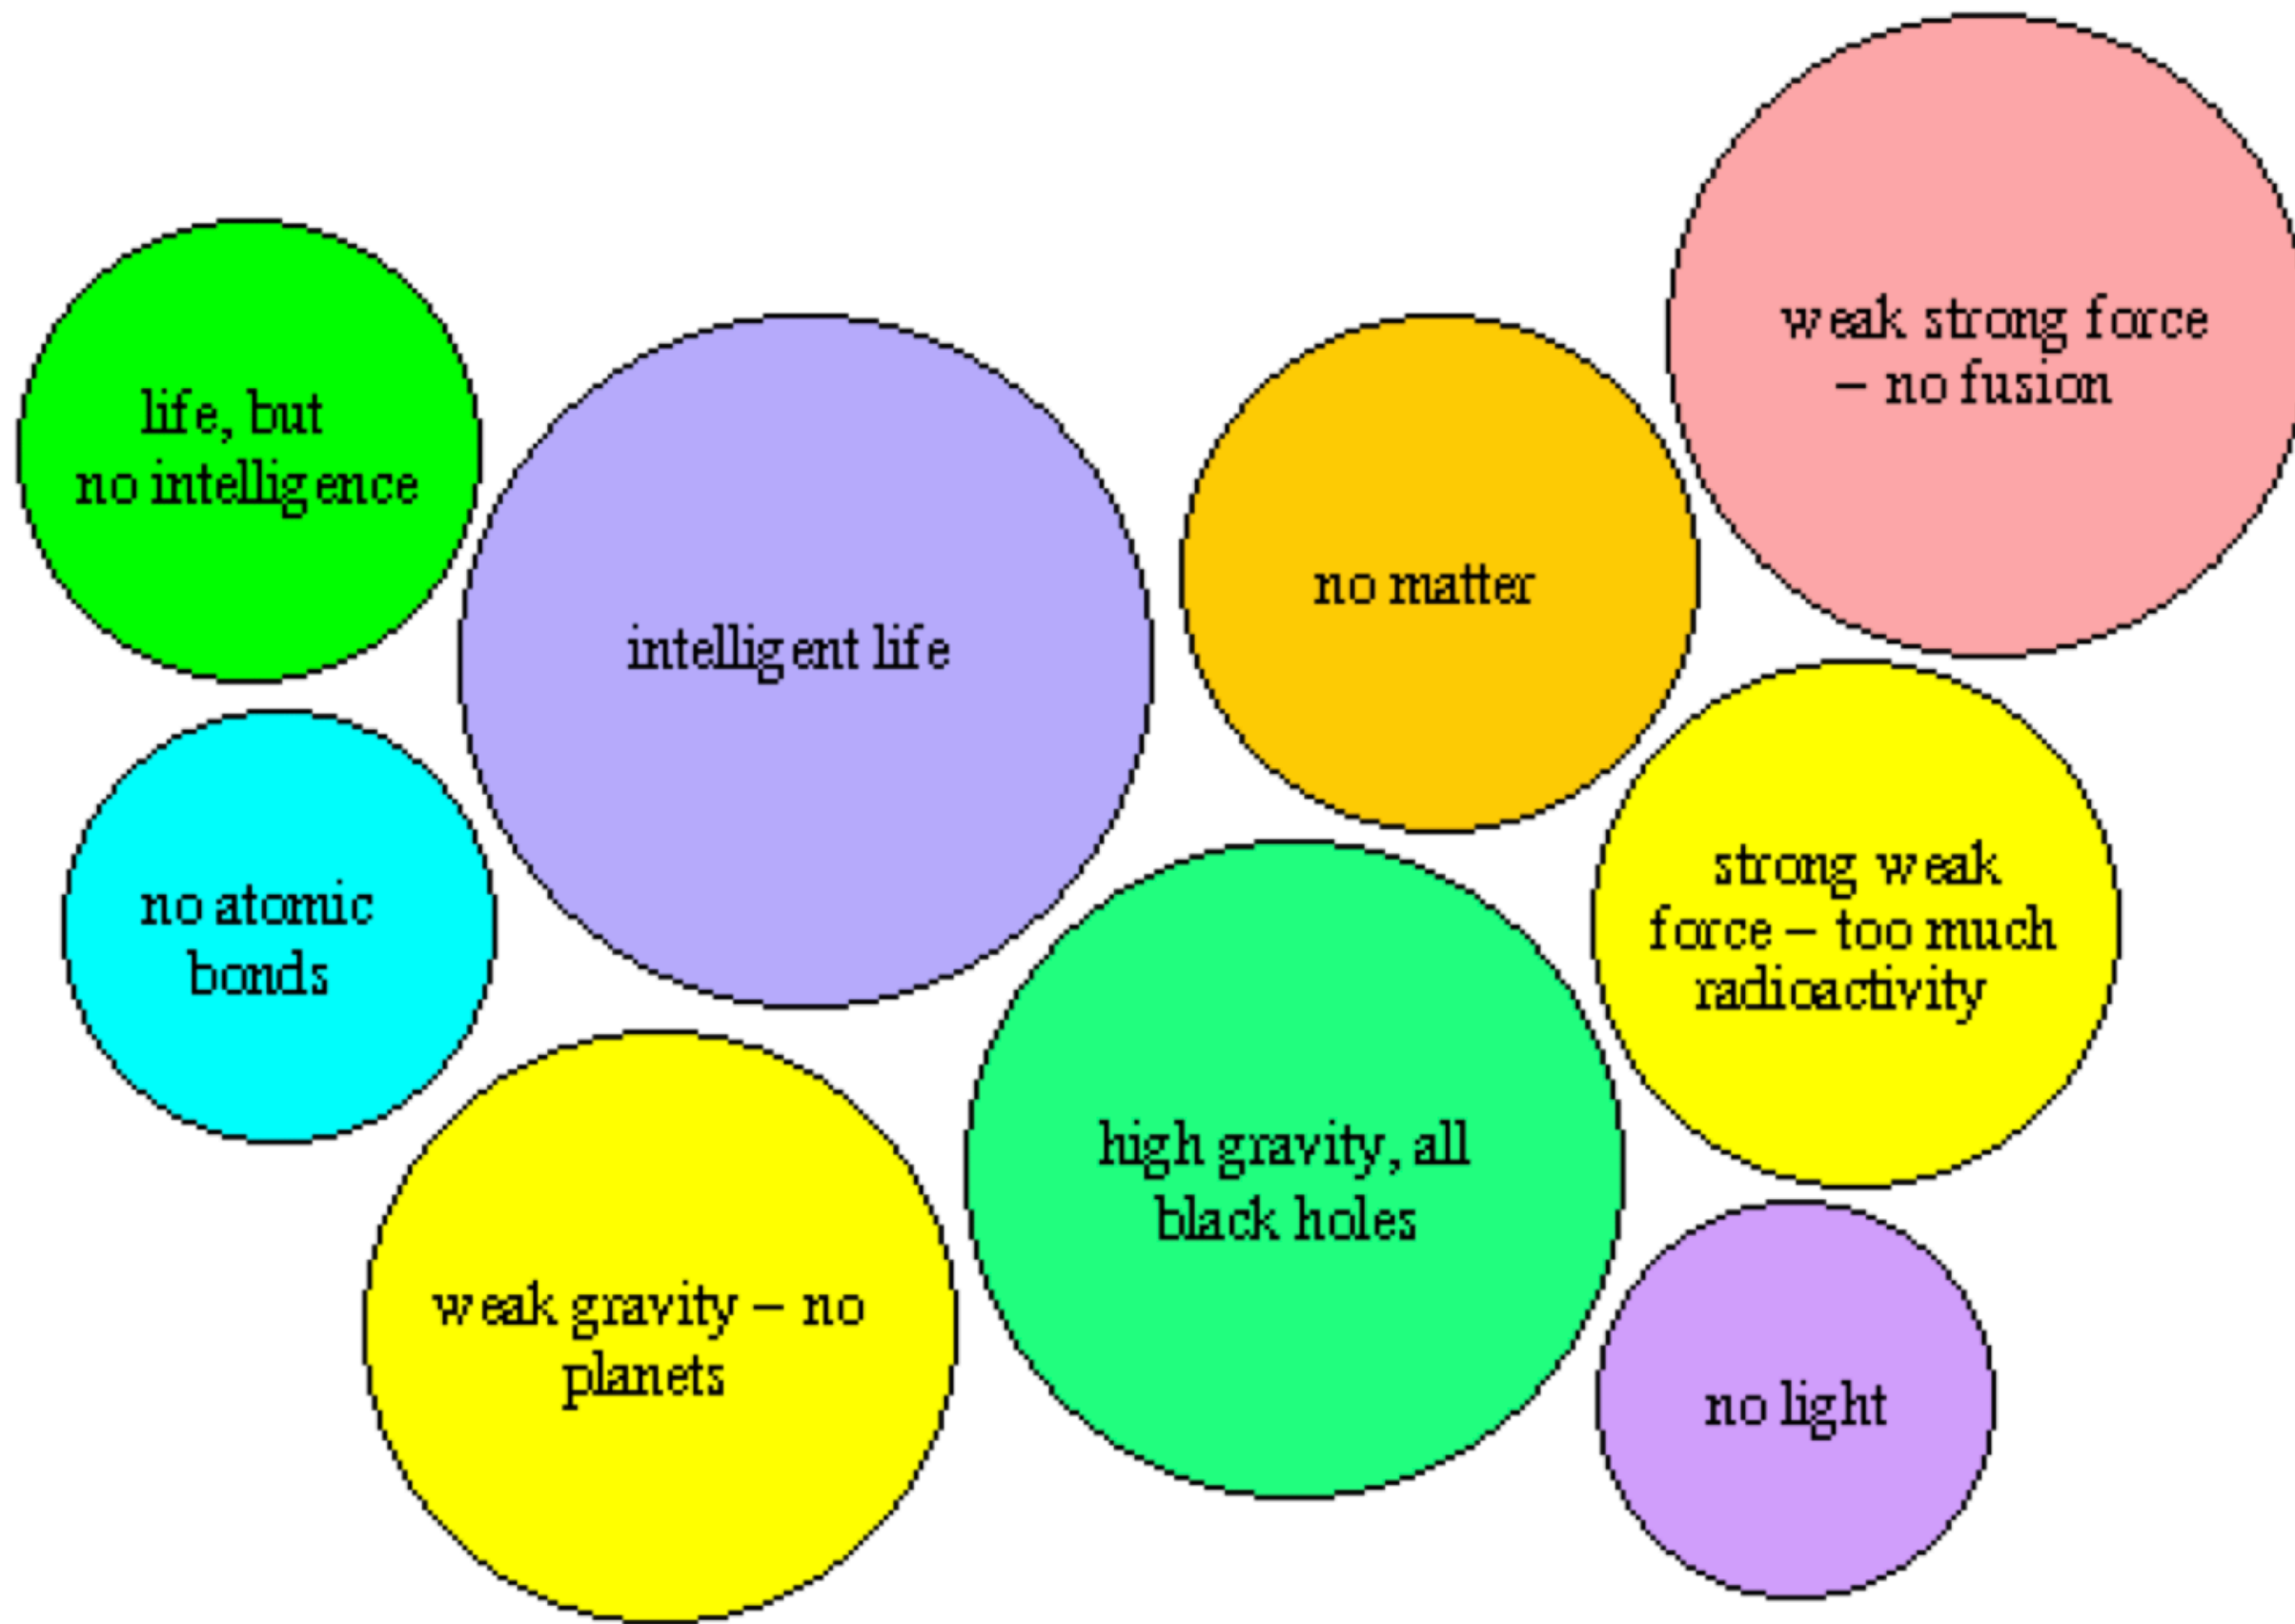 life, but
no intelligence
intelligent life
no matter
weak strong force
– no fusion
no atomic
bonds
strong weak
force – too much
radioactivity
weak gravity – no
planets
high gravity, all
black holes
no light